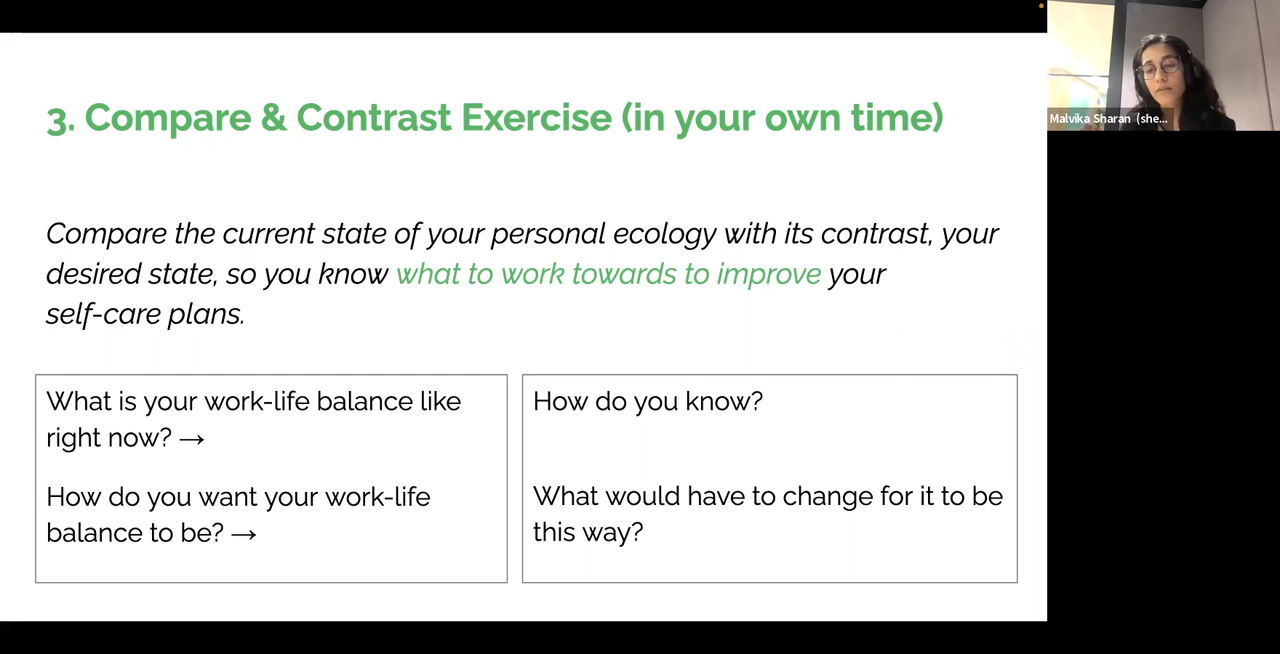 3. Compare & Contrast Exercise (in your own time)
Compare the current state of your personal ecology with its contrast, your
desired state, so you know what to work towards to improve your
self-care plans.
What is your work-life balance like
right now? →
How do you want your work-life
balance to be? →
How do you know?
What would have to change for it to be
this way?
Malvika Sharan (she...